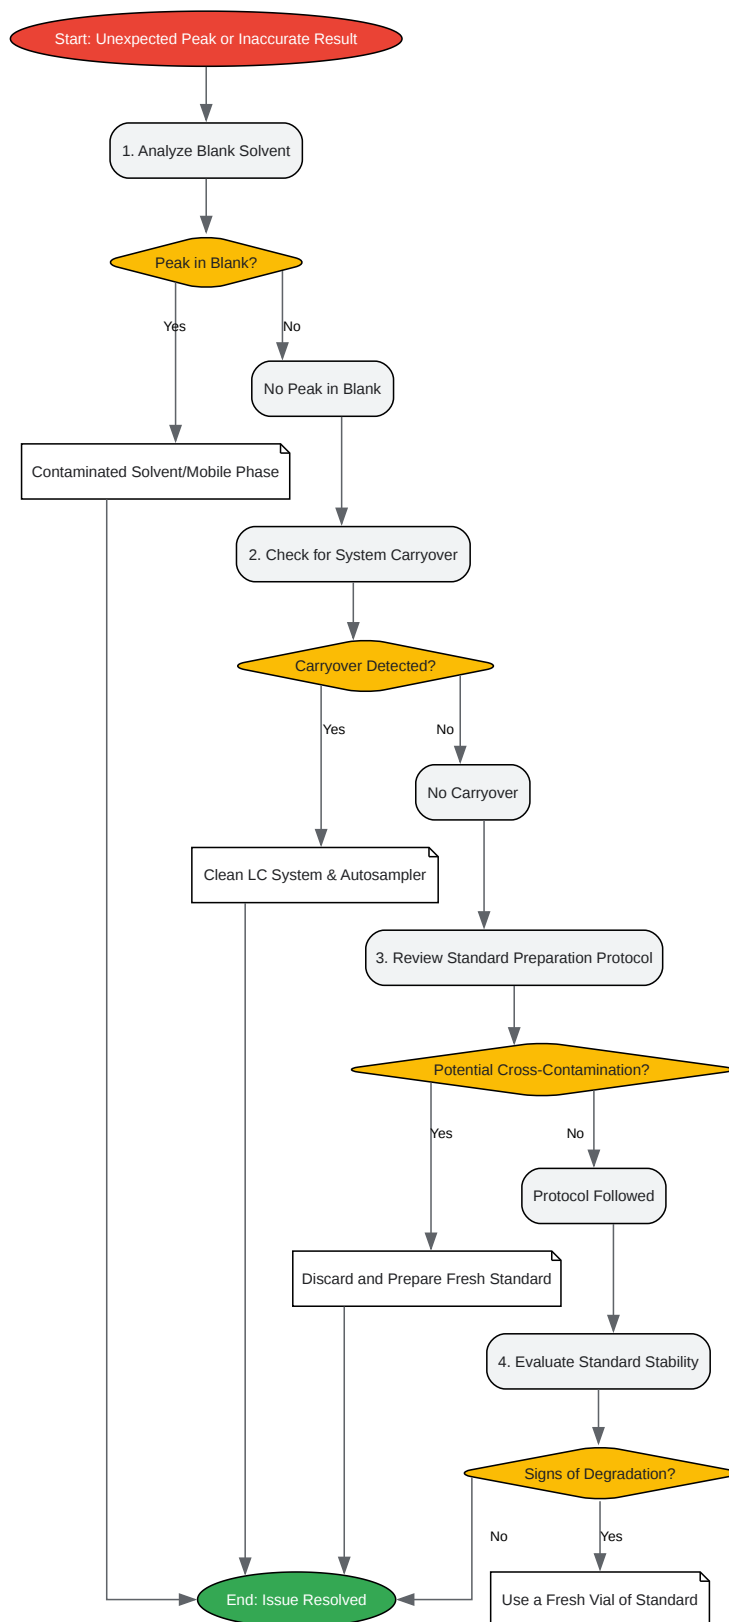 Start: Unexpected Peak or Inaccurate Result
1. Analyze Blank Solvent
Peak in Blank?
Yes
No
No Peak in Blank
Contaminated Solvent/Mobile Phase
2. Check for System Carryover
Carryover Detected?
Yes
No
No Carryover
Clean LC System & Autosampler
3. Review Standard Preparation Protocol
Potential Cross-Contamination?
Yes
No
Protocol Followed
Discard and Prepare Fresh Standard
4. Evaluate Standard Stability
Signs of Degradation?
No
Yes
End: Issue Resolved
Use a Fresh Vial of Standard